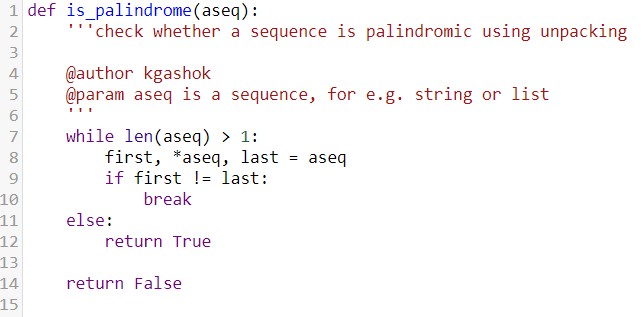 1 def is_palindrome(aseq):
2     '''check whether a sequence is palindromic using unpacking
3
4     @author kgashok
5     @param aseq is a sequence, for e.g. string or list
6     '''
7     while len(aseq) > 1:
8         first, *aseq, last = aseq
9         if first != last:
10             break
11     else:
12         return True
13
14     return False
15